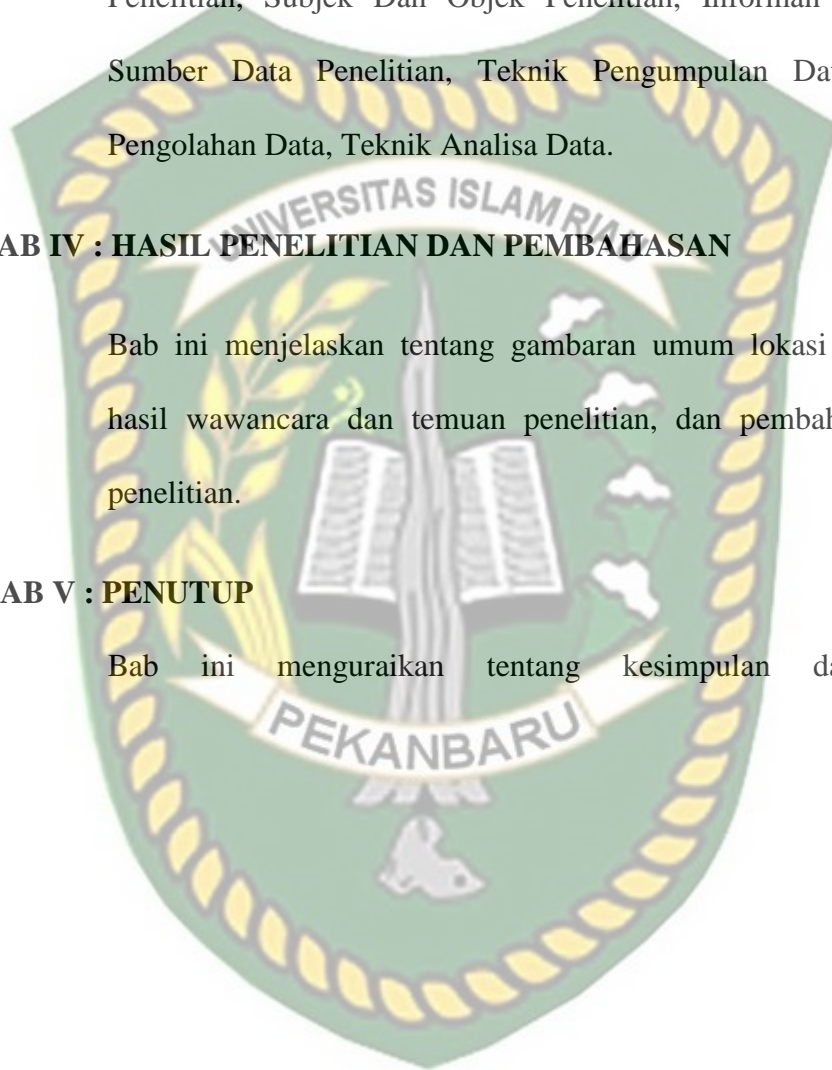 Penelitian, Subjek Dan Objek Penelitian, Informan
Sumber Data Penelitian, Teknik Pengumpulan Dat
Pengolahan Data, Teknik Analisa Data.
UNIVERSITAS ISLAM RIAU
AB IV : HASIL PENELITIAN DAN PEMBAHASAN
Bab ini menjelaskan tentang gambaran umum lokasi
hasil wawancara dan temuan penelitian, dan pembah
penelitian.
AB V : PENUTUP
Bab ini menguraikan tentang kesimpulan da
PEKANBARU